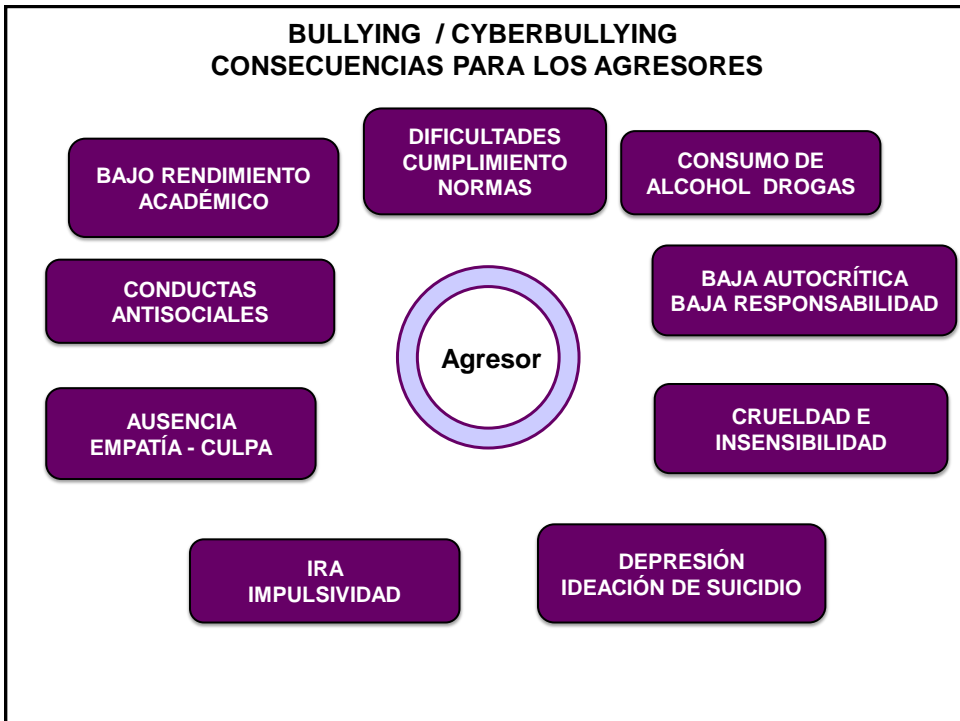 BULLYING / CYBERBULLYING
CONSECUENCIAS PARA LOS AGRESORES
DIFICULTADES
CUMPLIMIENTO
NORMAS
BAJO RENDIMIENTO
ACADÉMICO
CONSUMO DE
ALCOHOL DROGAS
CONDUCTAS
ANTISOCIALES
BAJA AUTOCRÍTICA
BAJA RESPONSABILIDAD
Agresor
AUSENCIA
EMPATÍA - CULPA
CRUELDAD E
INSENSIBILIDAD
IRA
IMPULSIVIDAD
DEPRESIÓN
IDEACIÓN DE SUICIDIO